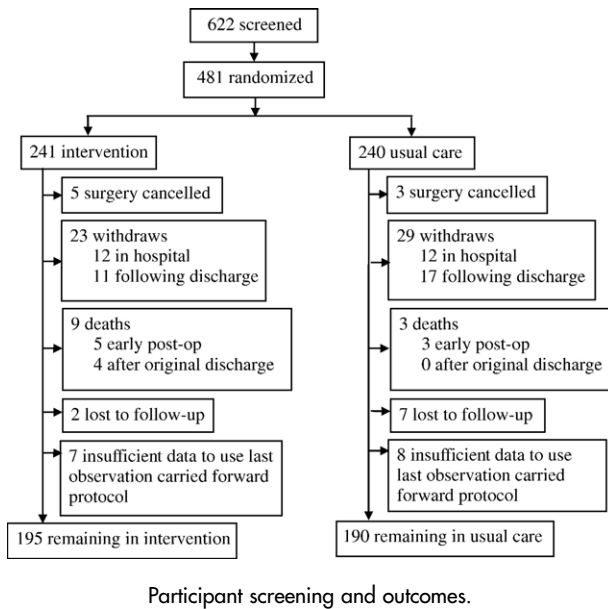 622 screened
481 randomized
241 intervention
5 surgery cancelled
23 withdraws
12 in hospital
11 following discharge
9 deaths
5 early post-op
4 after original discharge
2 lost to follow-up
7 insufficient data to use last
observation carried forward
protocol
195 remaining in intervention
240 usual care
3 surgery cancelled
29 withdraws
12 in hospital
17 following discharge
3 deaths
3 early post-op
0 after original discharge
7 lost to follow-up
8 insufficient data to use
last observation carried
forward protocol
190 remaining in usual care
Participant screening and outcomes.